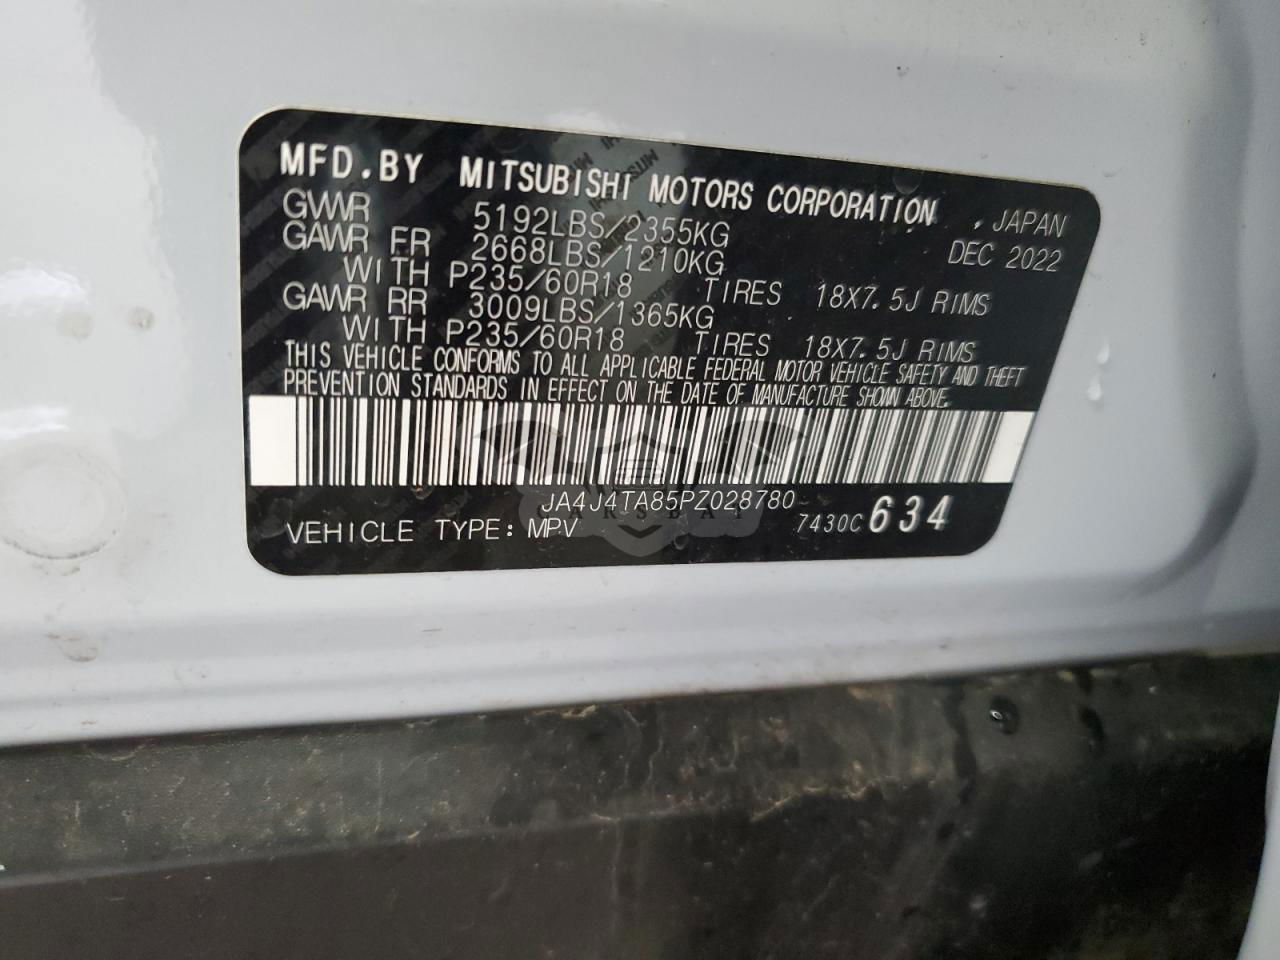 MFD.BY MITSUBISHI MOTORS CORPORATION , JAPAN
GVWR 5192LBS/2355KG DEC 2022
GAWR FR 2668LBS/1210KG
WITH P235/60R18 TIRES 18X7.5J RIMS
GAWR RR 3009LBS/1365KG
WITH P235/60R18 TIRES 18X7.5J RIMS
THIS VEHICLE CONFORMS TO ALL APPLICABLE FEDERAL MOTOR VEHICLE SAFETY AND THEFT
PREVENTION STANDARDS IN EFFECT ON THE DATE OF MANUFACTURE SHOWN ABOVE.
JA4J4TA85PZ028780
CARSBAT
VEHICLE TYPE: MPV 7430C 634